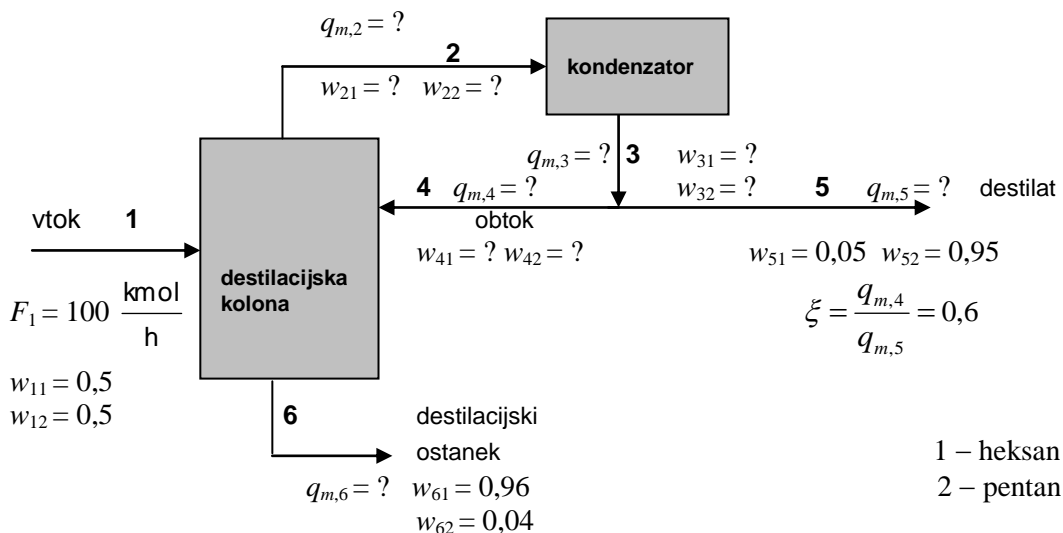 q_{m,2} = ?
2
w_{21} = ? w_{22} = ?
kondenzator
q_{m,3} = ? 3 w_{31} = ?
w_{32} = ?
4 q_{m,4} = ?
obtok
w_{41} = ? w_{42} = ?
5 q_{m,5} = ? destilat
w_{51} = 0,05 w_{52} = 0,95
ξ = \frac{q_{m,4}}{q_{m,5}} = 0,6
vtok 1
F_1 = 100 \frac{kmol}{h}
w_{11} = 0,5
w_{12} = 0,5
destilacijska
kolona
6 destilacijski
ostanek
q_{m,6} = ? w_{61} = 0,96
w_{62} = 0,04
1 – heksan
2 – pentan